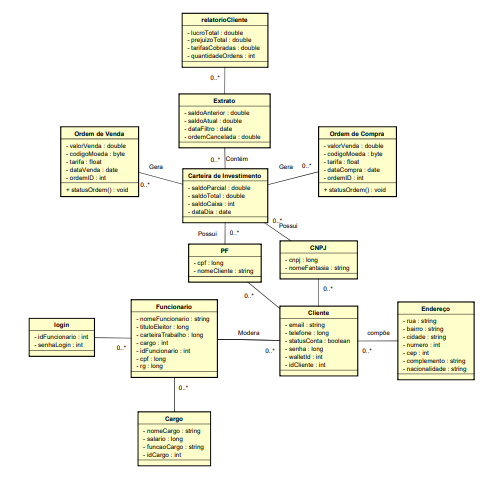 relatorioCliente
- lucroTotal : double
- prejuizoTotal : double
- tarifasCobradas : double
- quantidadeOrdens : int
0..*
Extrato
- saldoAnterior : double
- saldoAtual : double
- dataFiltro : date
- ordemCancelada : double
0..*
Contém
Ordem de Venda
- valorVenda : double
- codigoMoeda : byte
- tarifa : float
- dataVenda : date
- ordemID : int
+ statusOrdem() : void
Gera
0..*
Ordem de Compra
- valorVenda : double
- codigoMoeda : byte
- tarifa : float
- dataCompra : date
- ordemID : int
+ statusOrdem() : void
Gera
0..*
Carteira de Investimento
- saldoParcial : double
- saldoTotal : double
- saldoCaixa : int
- dataDia : date
0..*
Possui
Possui
0..*
PF
- cpf : long
- nomeCliente : string
0..*
CNPJ
- cnpj : long
- nomeFantasia : string
0..*
login
- idFuncionario : int
- senhaLogin : int
0..*
Funcionario
- nomeFuncionario : string
- tituloEleitor : long
- carteiraTrabalho : long
- cargo : int
- idFuncionario : int
- cpf : long
- rg : long
Modera
0..*
Cliente
- email : string
- telefone : long
- statusConta : boolean
- senha : long
- walletId : int
- idCliente : int
compõe
0..*
Endereço
- rua : string
- bairro : string
- cidade : string
- numero : int
- cep : int
- complemento : string
- nacionalidade : string
0..*
Cargo
- nomeCargo : string
- salario : long
- funcaoCargo : string
- idCargo : int